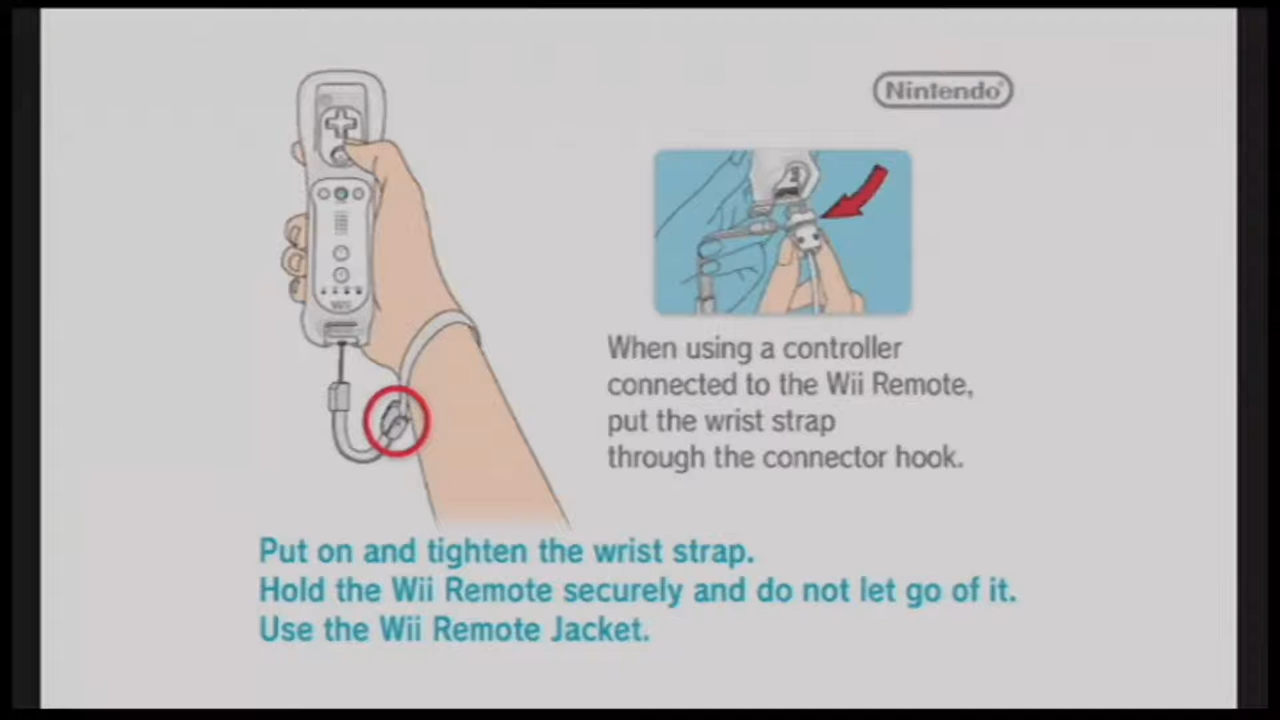 Nintendo®
When using a controller
connected to the Wii Remote,
put the wrist strap
through the connector hook.
Put on and tighten the wrist strap.
Hold the Wii Remote securely and do not let go of it.
Use the Wii Remote Jacket.